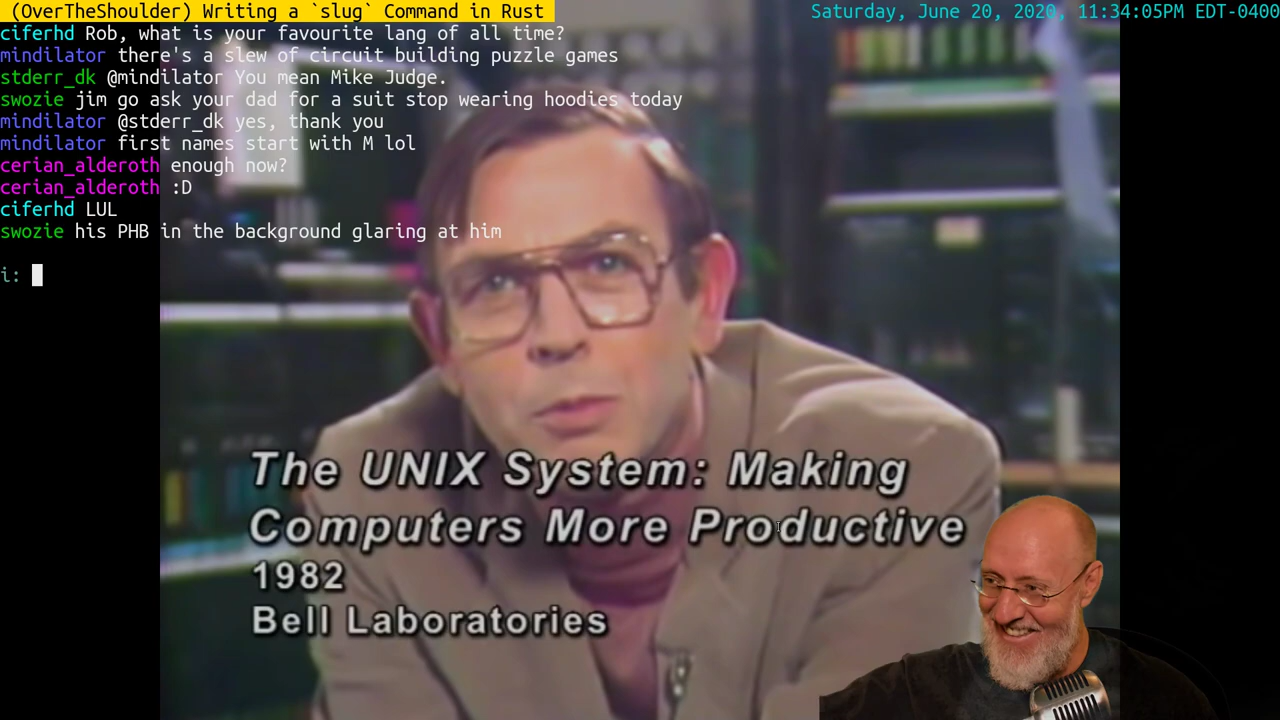 (OverTheShoulder) Writing a `slug` Command in Rust
Saturday, June 20, 2020, 11:34:05PM EDT-0400
ciferhd Rob, what is your favourite lang of all time?
mindilator there's a slew of circuit building puzzle games
stderr_dk @mindilator You mean Mike Judge.
swozie jim go ask your dad for a suit stop wearing hoodies today
mindilator @stderr_dk yes, thank you
mindilator first names start with M lol
cerian_alderoth enough now?
cerian_alderoth :D
ciferhd LUL
swozie his PHB in the background glaring at him
i:
The UNIX System: Making
Computers More Productive
1982
Bell Laboratories